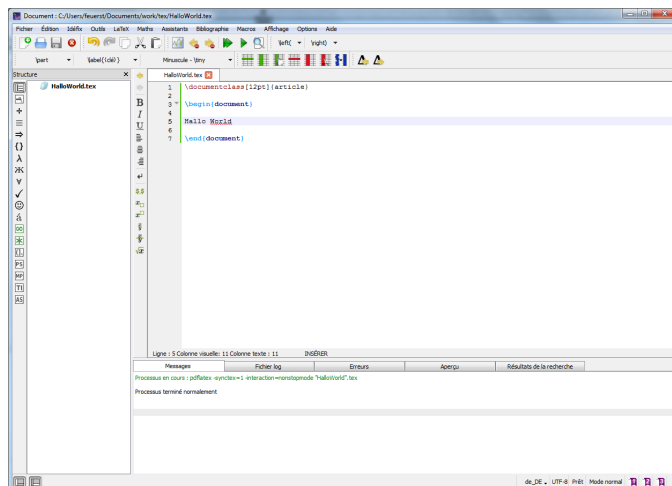 Document : C:/Users/feuerst/Documents/work/tex/HalloWorld.tex
Fichier Édition Idéfix Outils LaTeX Maths Assistants Bibliographie Macros Affichage Options Aide
\left( \right)
\part \label{(clé) } Minuscule - \tiny
Structure
HalloWorld.tex
HalloWorld.tex
1 \documentclass[12pt]{article}
2
3 \begin{document}
4
5 Hallo World
6
7 \end{document}
Ligne : 5 Colonne visuelle: 11 Colonne texte : 11 INSÉRER
Messages Fichier log Erreurs Aperçu Résultats de la recherche
Processus en cours : pdflatex -synctex=1 -interaction=nonstopmode "HalloWorld".tex
Processus terminé normalement
de_DE UTF-8 Prêt Mode normal 1 2 3